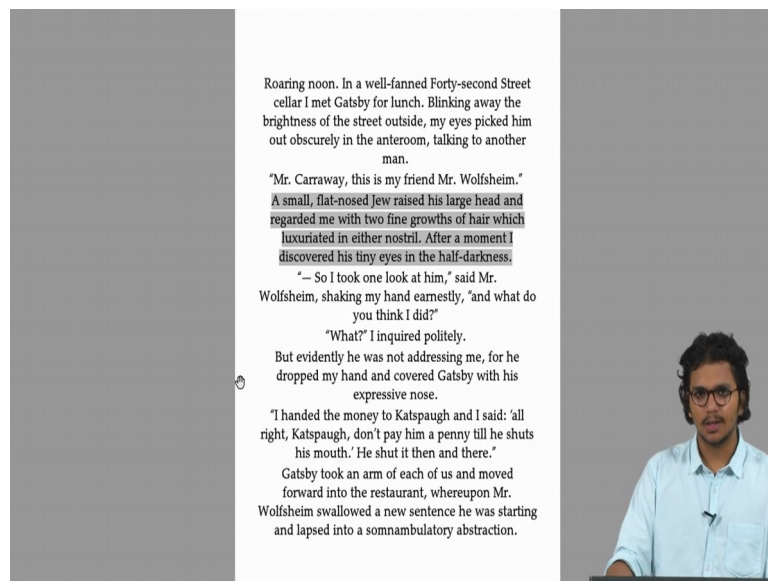 Roaring noon. In a well-fanned Forty-second Street
cellar I met Gatsby for lunch. Blinking away the
brightness of the street outside, my eyes picked him
out obscurely in the anteroom, talking to another
man.
“Mr. Carraway, this is my friend Mr. Wolfsheim.”
A small, flat-nosed Jew raised his large head and
regarded me with two fine growths of hair which
luxuriated in either nostril. After a moment I
discovered his tiny eyes in the half-darkness.
“— So I took one look at him,” said Mr.
Wolfsheim, shaking my hand earnestly, “and what do
you think I did?”
“What?” I inquired politely.
But evidently he was not addressing me, for he
dropped my hand and covered Gatsby with his
expressive nose.
“I handed the money to Katspaugh and I said: ‘all
right, Katspaugh, don’t pay him a penny till he shuts
his mouth.’ He shut it then and there.”
Gatsby took an arm of each of us and moved
forward into the restaurant, whereupon Mr.
Wolfsheim swallowed a new sentence he was starting
and lapsed into a somnambulatory abstraction.